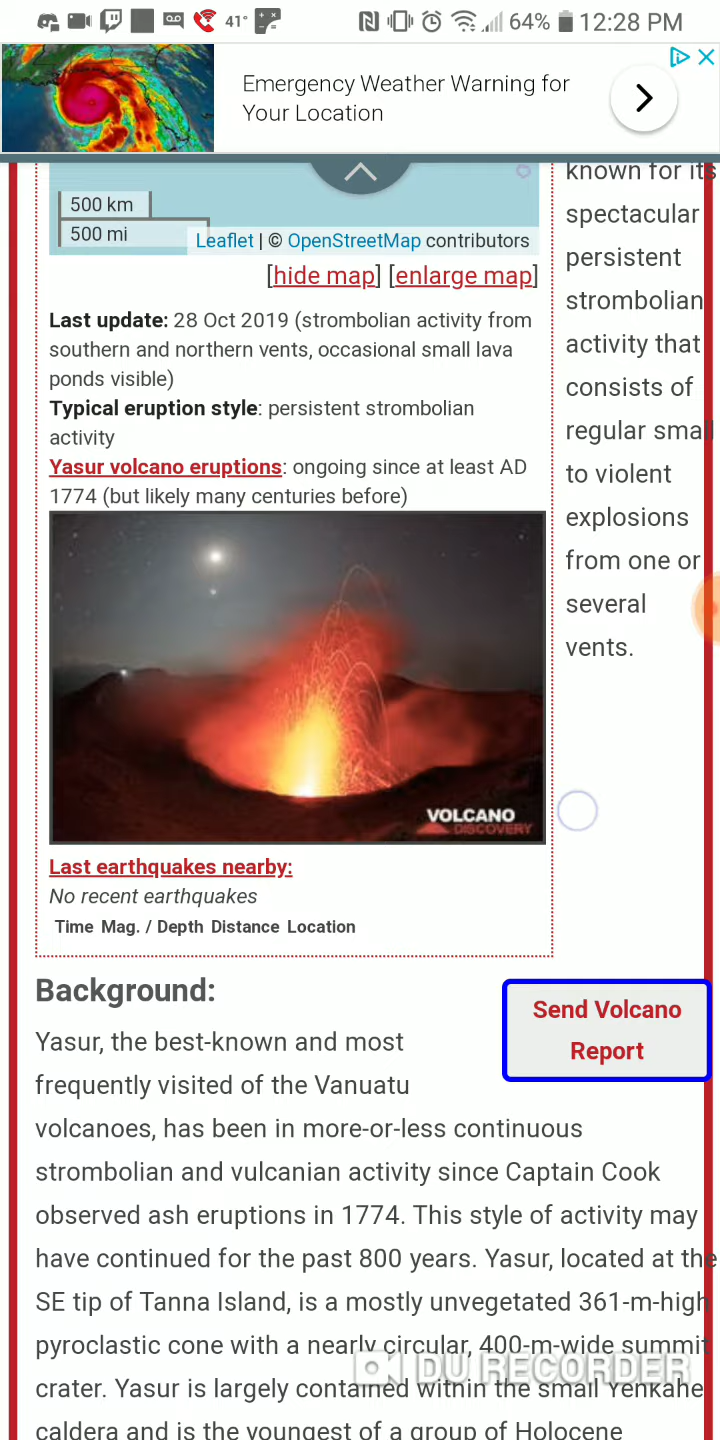 41°
64%
12:28 PM
Emergency Weather Warning for
Your Location
500 km
500 mi
Leaflet | © OpenStreetMap contributors
[hide map] [enlarge map]
Last update: 28 Oct 2019 (strombolian activity from
southern and northern vents, occasional small lava
ponds visible)
Typical eruption style: persistent strombolian
activity
Yasur volcano eruptions: ongoing since at least AD
1774 (but likely many centuries before)
VOLCANO
DISCOVERY
Last earthquakes nearby:
No recent earthquakes
Time Mag. / Depth Distance Location
known for its
spectacular
persistent
strombolian
activity that
consists of
regular small
to violent
explosions
from one or
several
vents.
Background:
Send Volcano
Report
Yasur, the best-known and most
frequently visited of the Vanuatu
volcanoes, has been in more-or-less continuous
strombolian and vulcanian activity since Captain Cook
observed ash eruptions in 1774. This style of activity may
have continued for the past 800 years. Yasur, located at the
SE tip of Tanna Island, is a mostly unvegetated 361-m-high
pyroclastic cone with a nearly circular, 400-m-wide summit
DU RECORDER
crater. Yasur is largely contained within the small Yenkahe
caldera and is the youngest of a group of Holocene